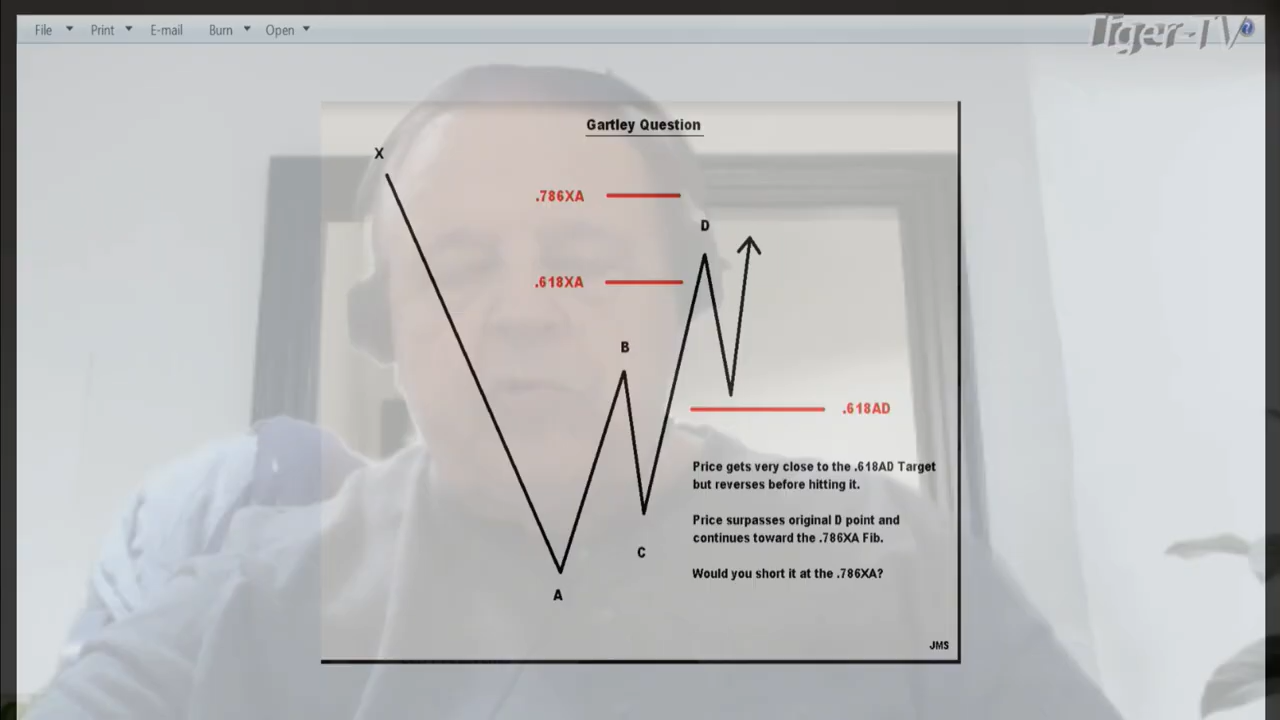 File Print E-mail Burn Open
Tiger-TV
Gartley Question
X
.786XA
D
.618XA
B
.618AD
Price gets very close to the .618AD Target
but reverses before hitting it.
Price surpasses original D point and
continues toward the .786XA Fib.
C
Would you short it at the .786XA?
A
JMS